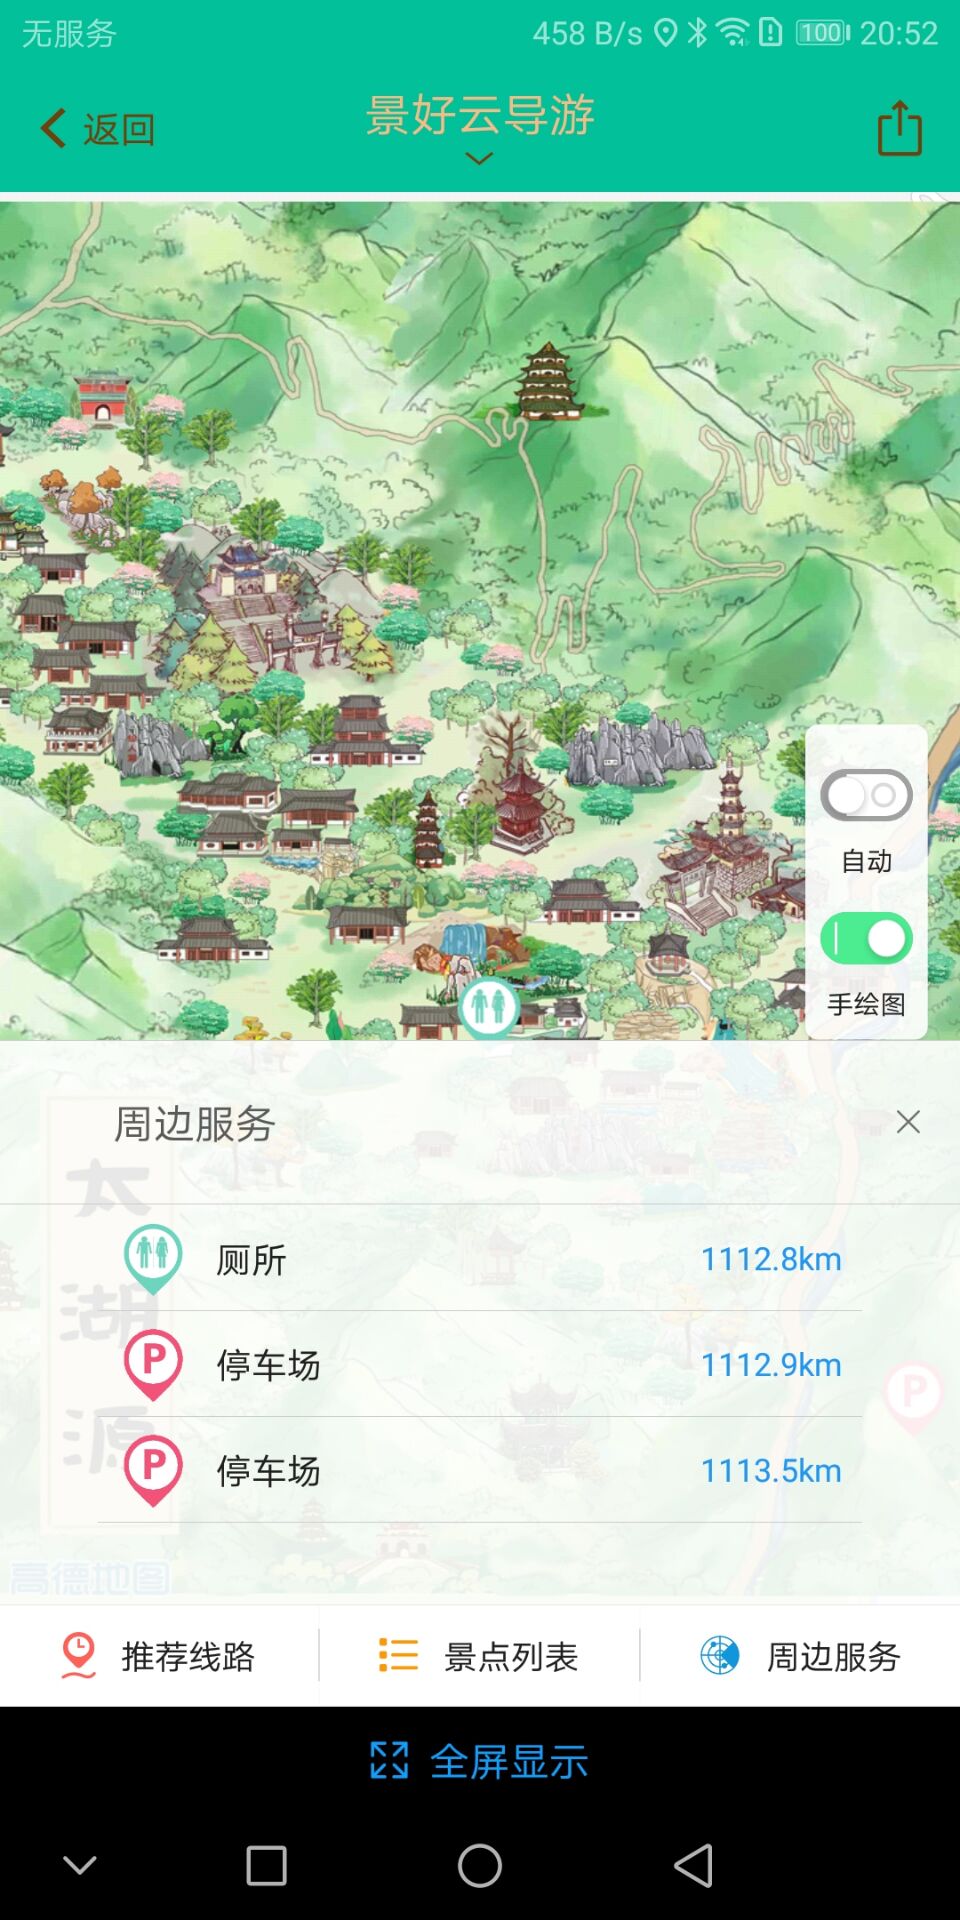 无服务
458 B/s
100
20:52
返回
景好云导游
自动
手绘图
周边服务
太湖源
厕所
1112.8km
P
停车场
1112.9km
P
P
停车场
1113.5km
高德地图
推荐线路
景点列表
周边服务
全屏显示